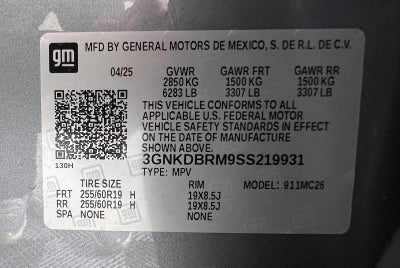 gm
MFD BY GENERAL MOTORS DE MEXICO, S. DE R.L. DE C.V.
04/25 GVWR GAWR FRT GAWR RR
2850 KG 1500 KG 1500 KG
6283 LB 3307 LB 3307 LB
THIS VEHICLE CONFORMS TO ALL
APPLICABLE U.S. FEDERAL MOTOR
VEHICLE SAFETY STANDARDS IN EFFECT
ON THE DATE OF MANUFACTURE
SHOWN ABOVE.
3GNKDBRM9SS219931
130H TYPE: MPV
TIRE SIZE RIM MODEL: 911MC26
FRT 255/60R19 H 19X8.5J
RR 255/60R19 H 19X8.5J
SPA NONE NONE